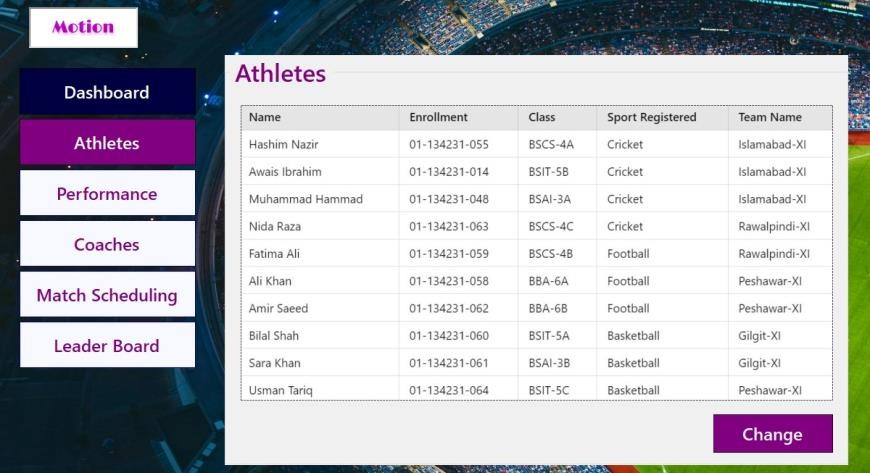 Motion
Dashboard
Athletes
Performance
Coaches
Match Scheduling
Leader Board
Athletes
Name Enrollment Class Sport Registered Team Name
Hashim Nazir 01-134231-055 BSCS-4A Cricket Islamabad-XI
Awais Ibrahim 01-134231-014 BSIT-5B Cricket Islamabad-XI
Muhammad Hammad 01-134231-048 BSAI-3A Cricket Islamabad-XI
Nida Raza 01-134231-063 BSCS-4C Cricket Rawalpindi-XI
Fatima Ali 01-134231-059 BSCS-4B Football Rawalpindi-XI
Ali Khan 01-134231-058 BBA-6A Football Peshawar-XI
Amir Saeed 01-134231-062 BBA-6B Football Peshawar-XI
Bilal Shah 01-134231-060 BSIT-5A Basketball Gilgit-XI
Sara Khan 01-134231-061 BSAI-3B Basketball Gilgit-XI
Usman Tariq 01-134231-064 BSIT-5C Basketball Peshawar-XI
Change